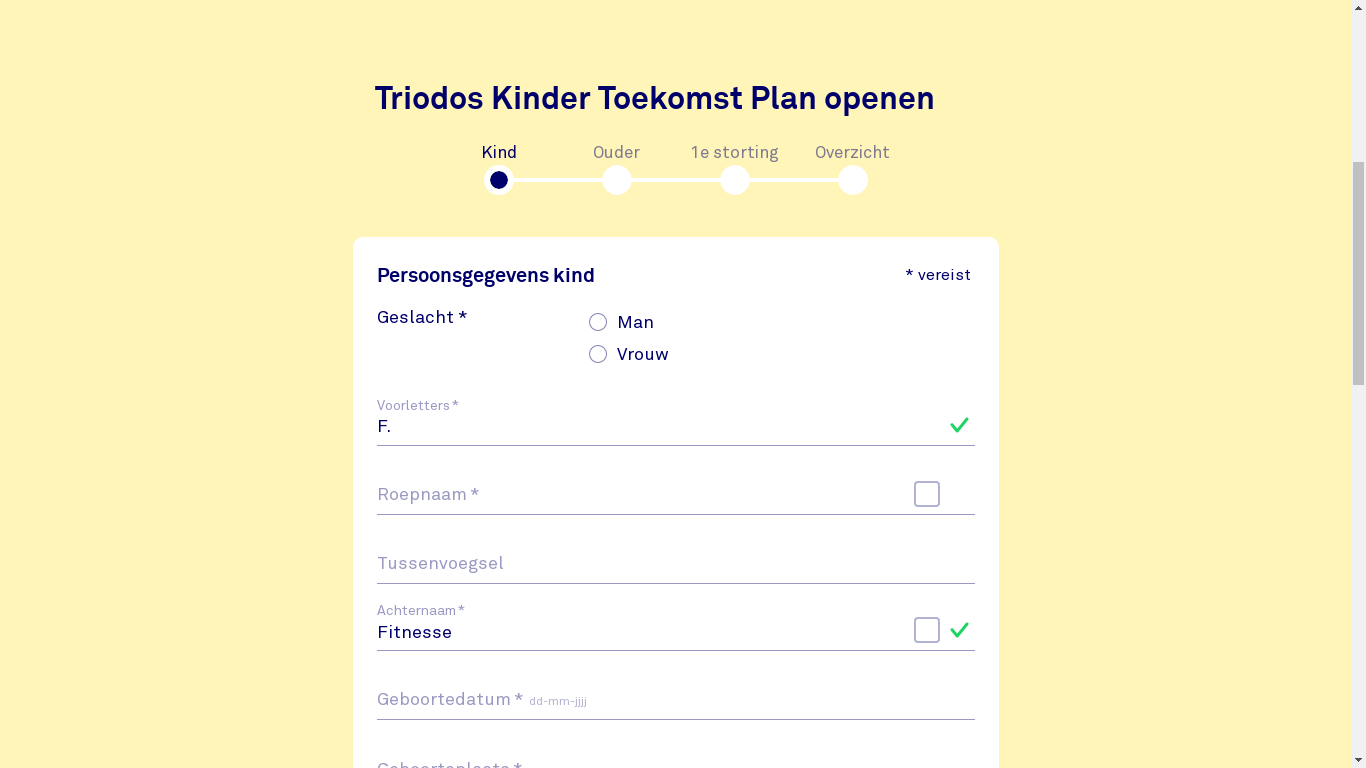 Triodos Kinder Toekomst Plan openen
Kind Ouder 1e storting Overzicht
Persoonsgegevens kind * vereist
Geslacht * Man
Vrouw
Voorletters *
F.
Roepnaam *
Tussenvoegsel
Achternaam *
Fitnesse
Geboortedatum * dd-mm-jjjj
Geboorteplaats *